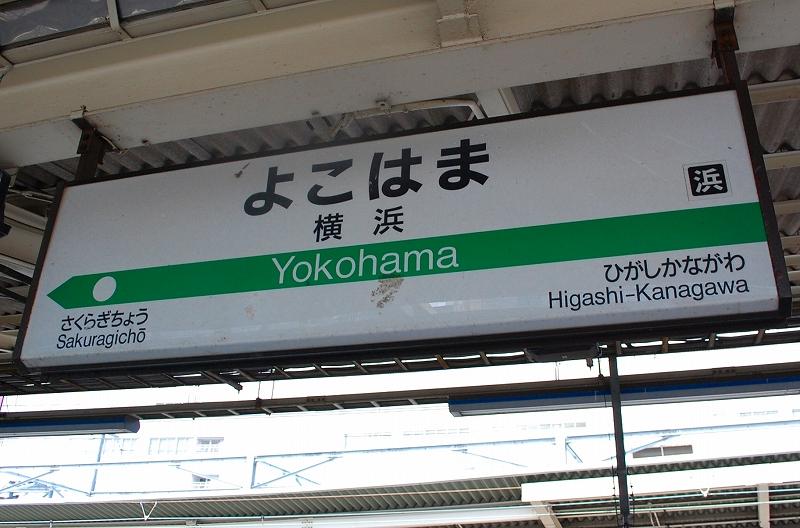 よこはま
浜
横浜
Yokohama
さくらぎちょう
Sakuragichō
ひがしかながわ
Higashi-Kanagawa